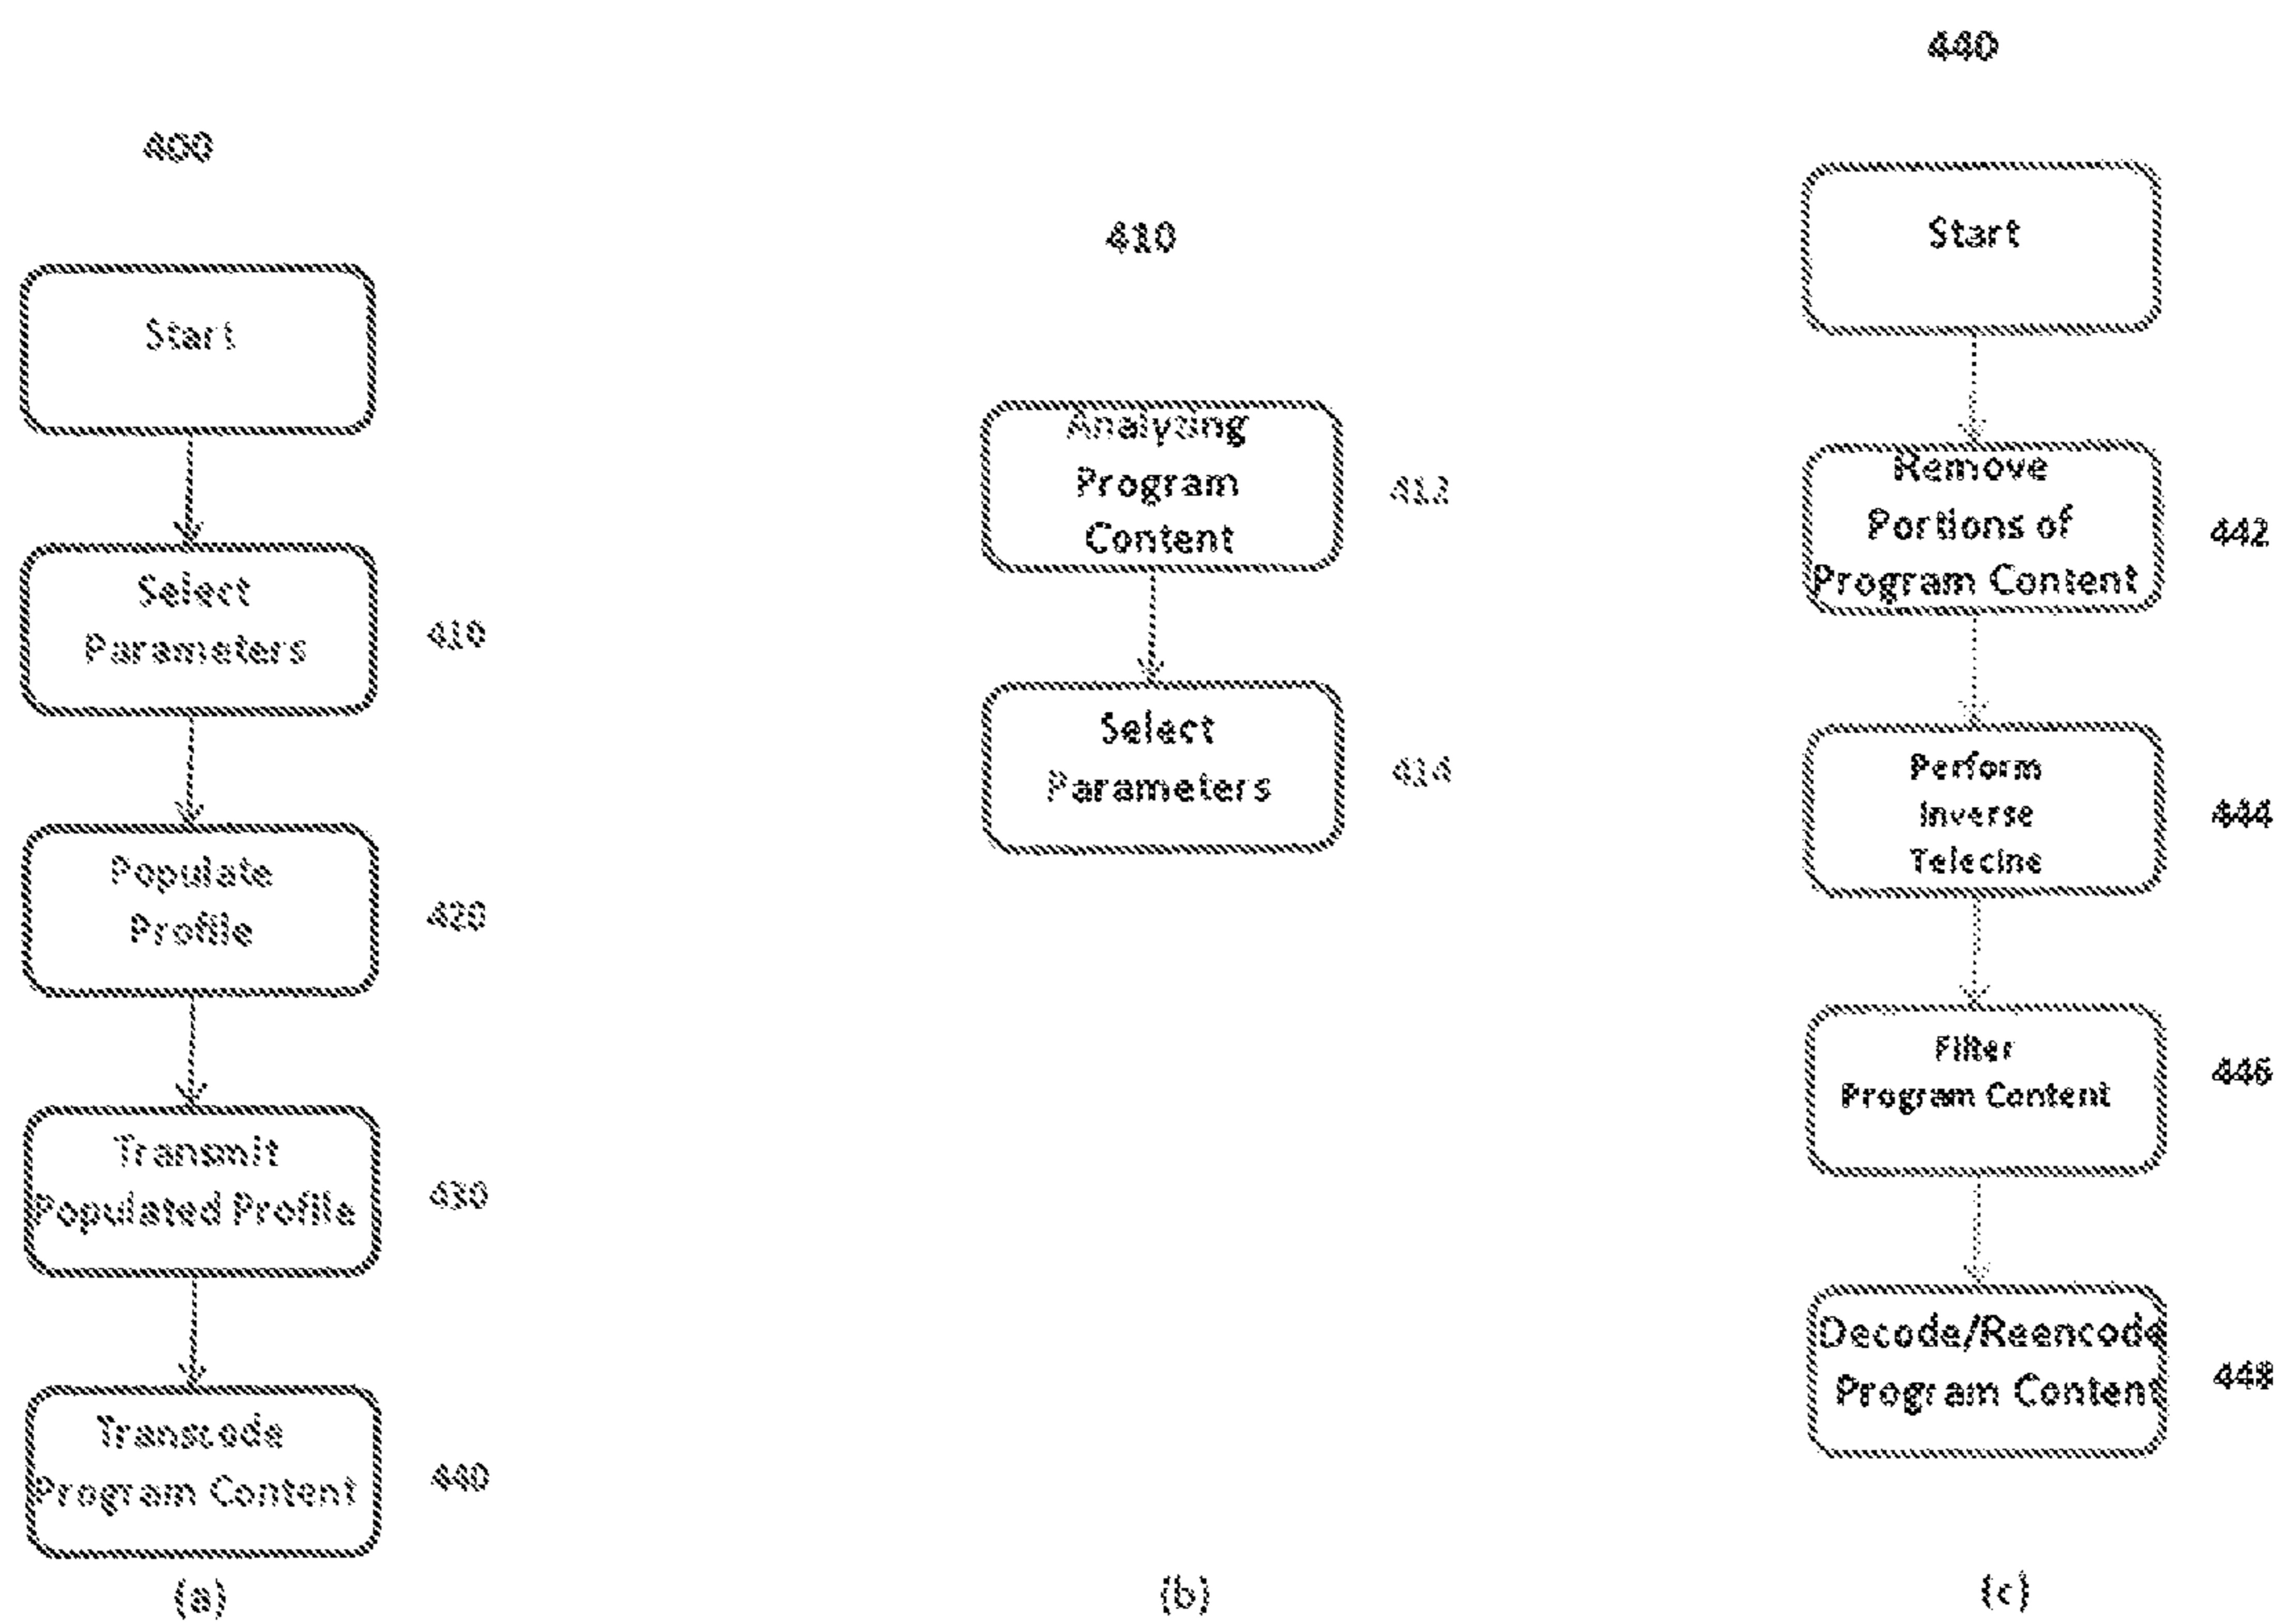 400
Start
Select
Parameters
410
Populate
Profile
420
Transmit
Populated Profile
430
Transcode
Program Content
440
(a)
410
Analyzing
Program
Content
412
Select
Parameters
414
(b)
440
Start
Remove
Portions of
Program Content
442
Perform
Inverse
Telecine
444
Filter
Program Content
446
Decode/Reencode
Program Content
448
(c)